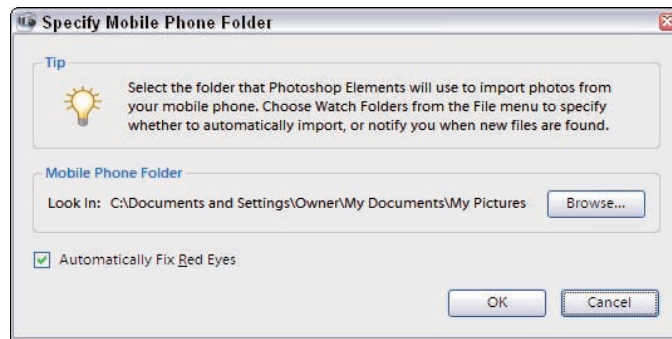 Specify Mobile Phone Folder
Tip
Select the folder that Photoshop Elements will use to import photos from
your mobile phone. Choose Watch Folders from the File menu to specify
whether to automatically import, or notify you when new files are found.
Mobile Phone Folder
Look In: C:\Documents and Settings\Owner\My Documents\My Pictures Browse...
Automatically Fix Red Eyes
OK Cancel